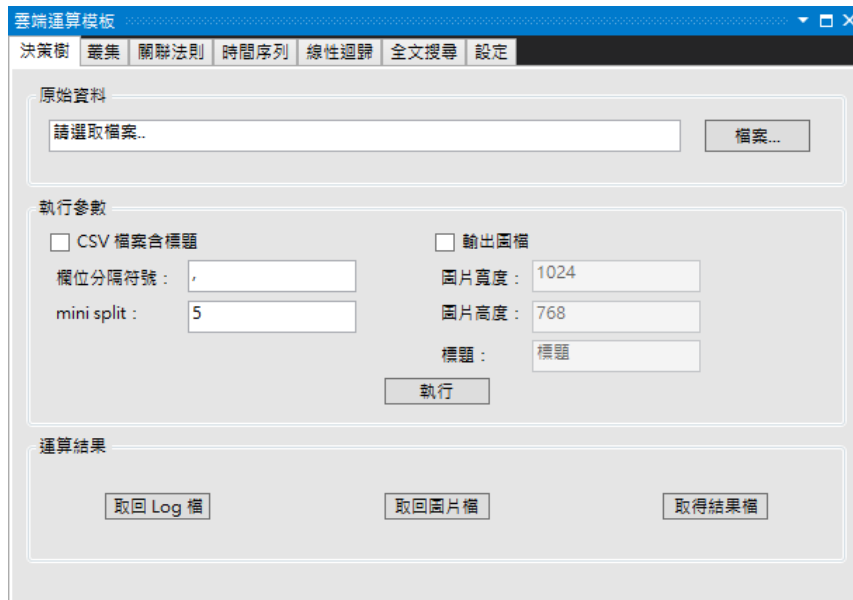 雲端運算模板
決策樹 叢集 關聯法則 時間序列 線性迴歸 全文搜尋 設定
原始資料
請選取檔案..
檔案...
執行參數
CSV 檔案含標題
輸出圖檔
欄位分隔符號： ,
圖片寬度： 1024
mini split： 5
圖片高度： 768
標題： 標題
執行
運算結果
取回 Log 檔
取回圖片檔
取得結果檔